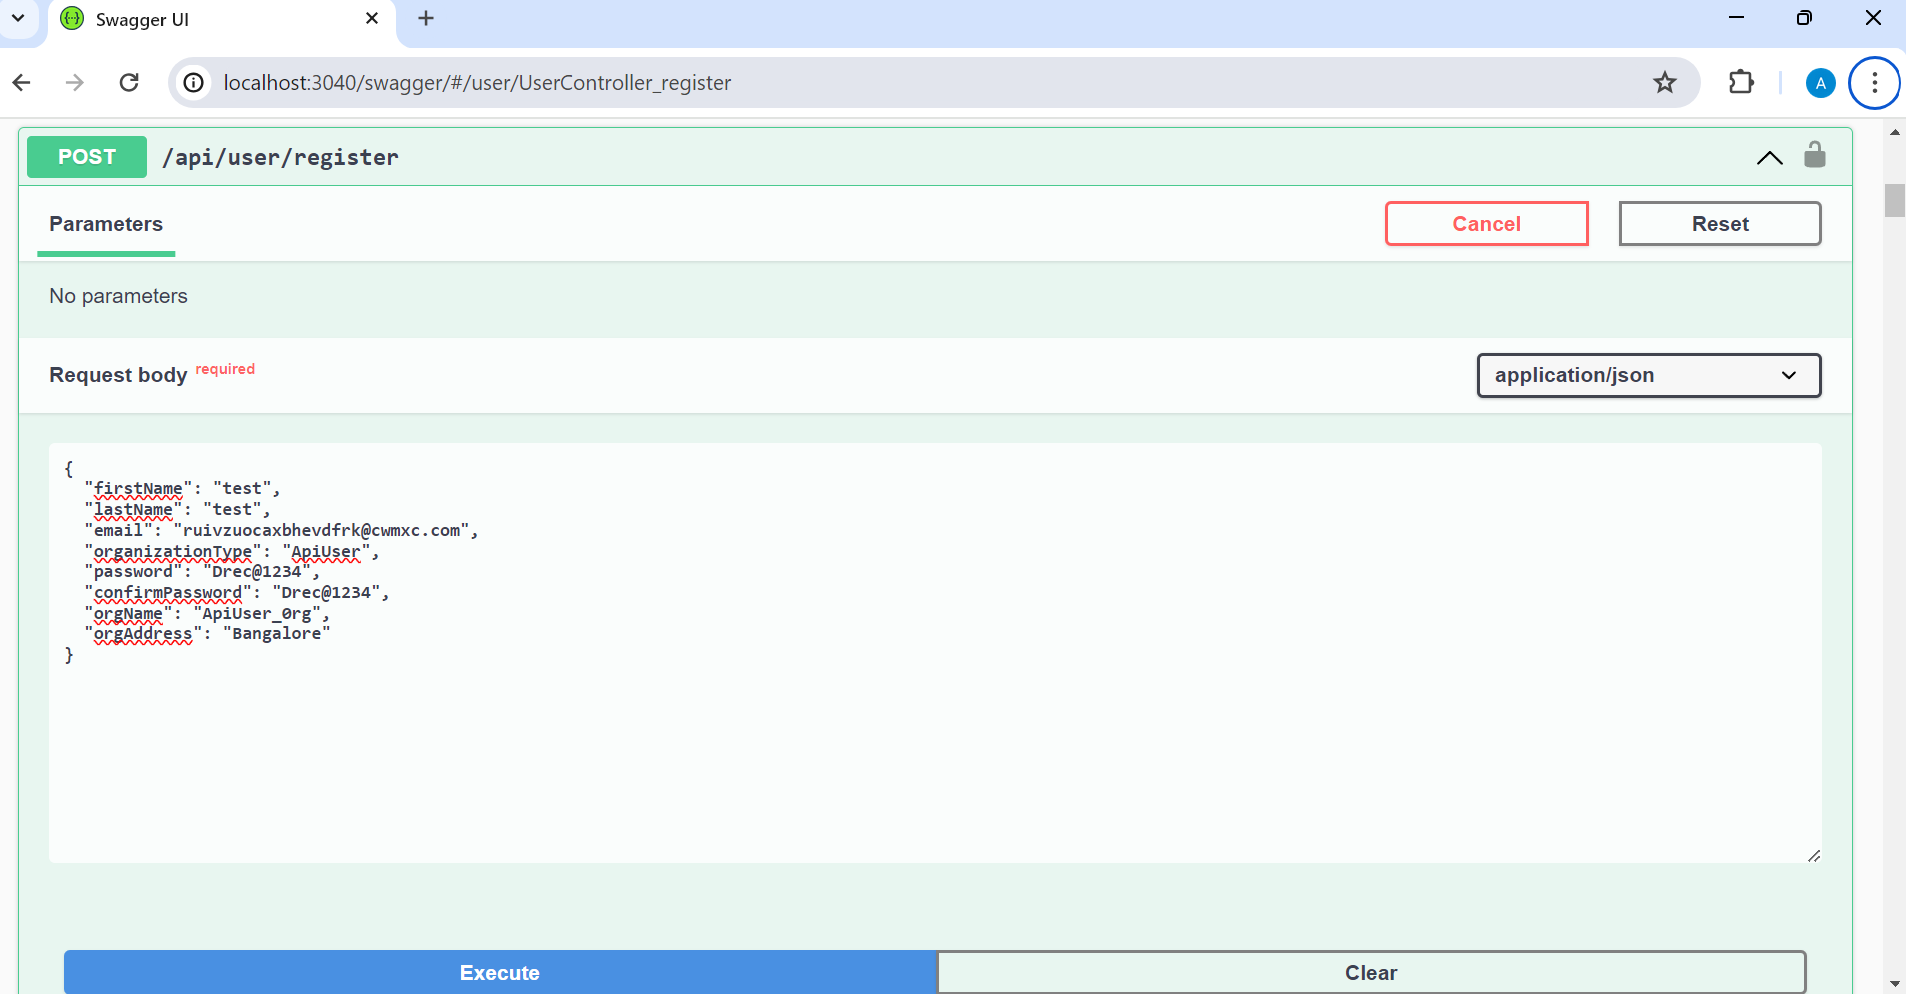 Swagger UI
localhost:3040/swagger/#/user/UserController_register
A
POST /api/user/register
Parameters
Cancel
Reset
No parameters
Request body required
application/json
{
"firstName": "test",
"lastName": "test",
"email": "ruivzuocaxbhevdfrk@cwmxc.com",
"organizationType": "ApiUser",
"password": "Drec@1234",
"confirmPassword": "Drec@1234",
"orgName": "ApiUser_0rg",
"orgAddress": "Bangalore"
}
Execute
Clear